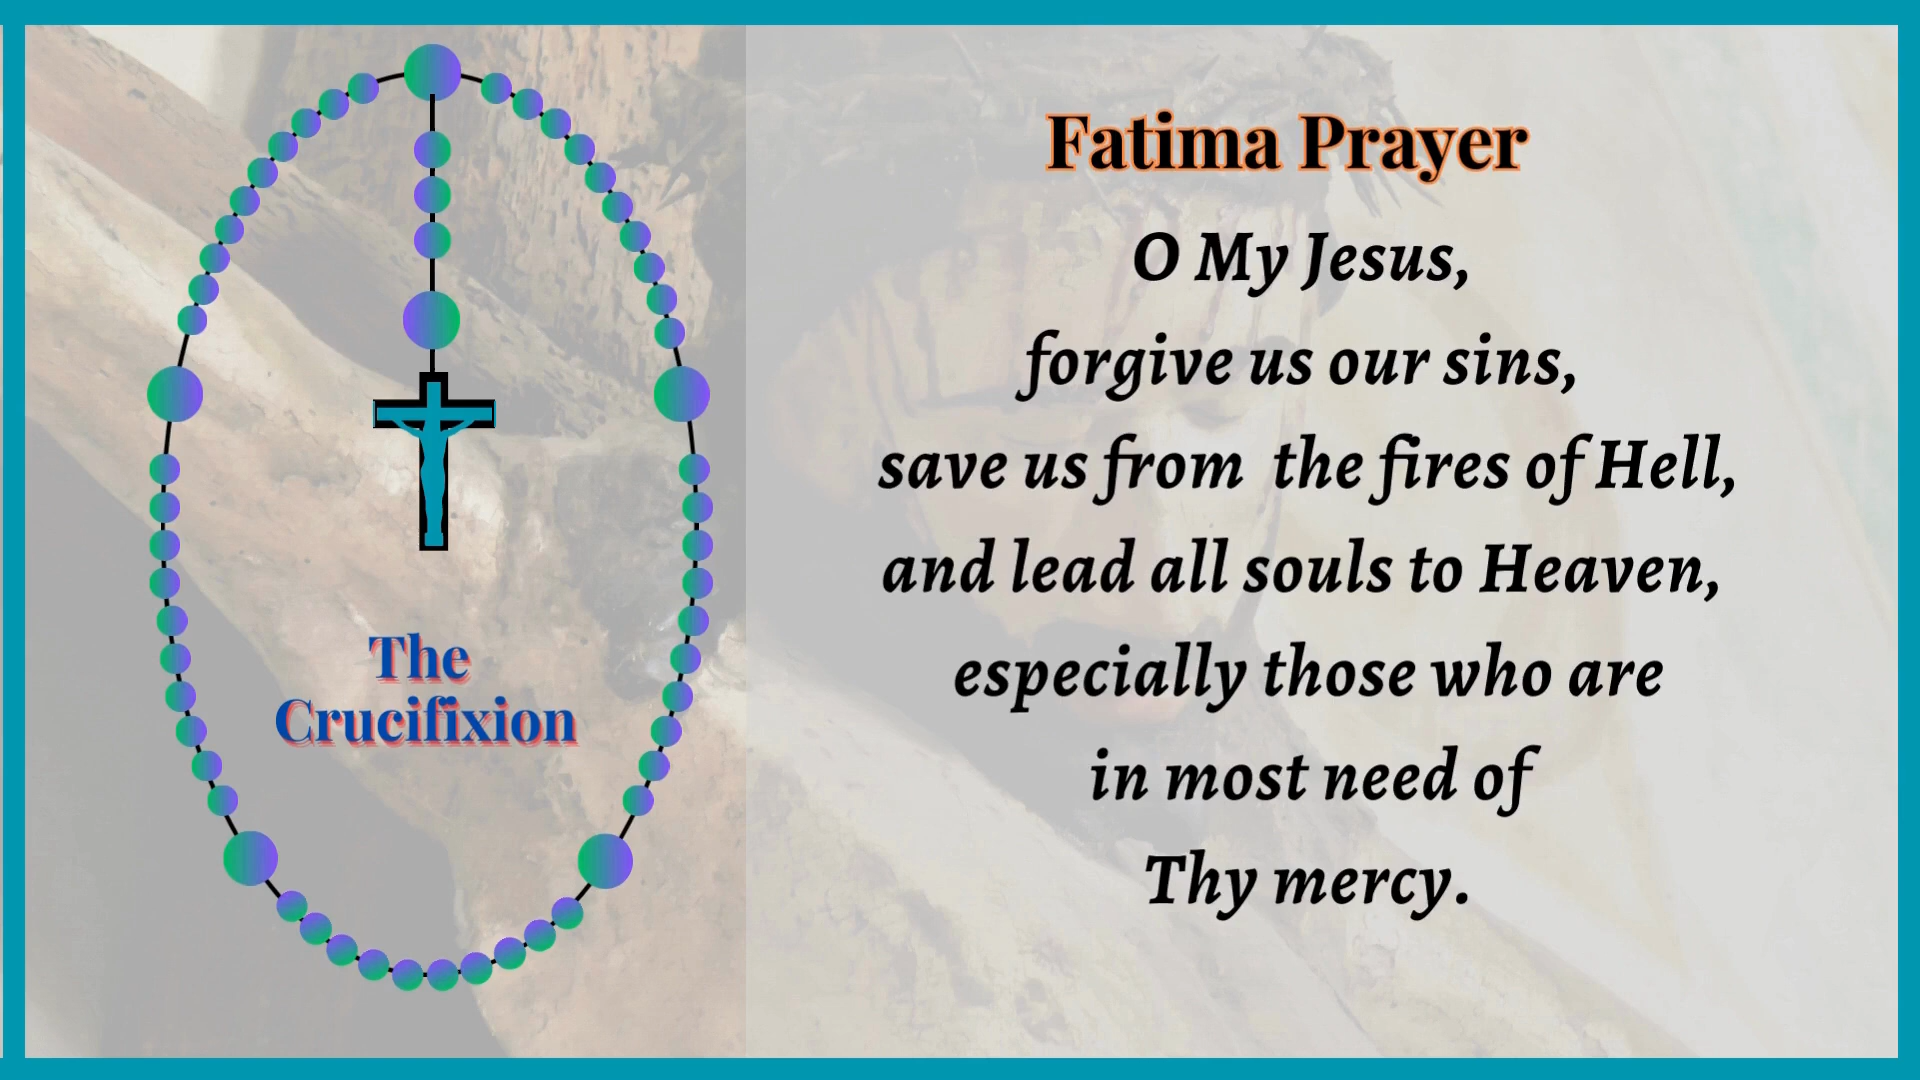 The
Crucifixion
Fatima Prayer
O My Jesus,
forgive us our sins,
save us from the fires of Hell,
and lead all souls to Heaven,
especially those who are
in most need of
Thy mercy.